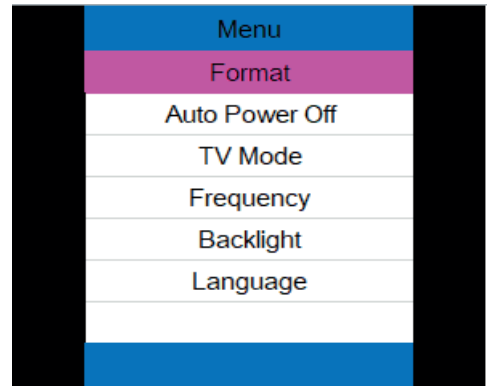 Menu
Format
Auto Power Off
TV Mode
Frequency
Backlight
Language